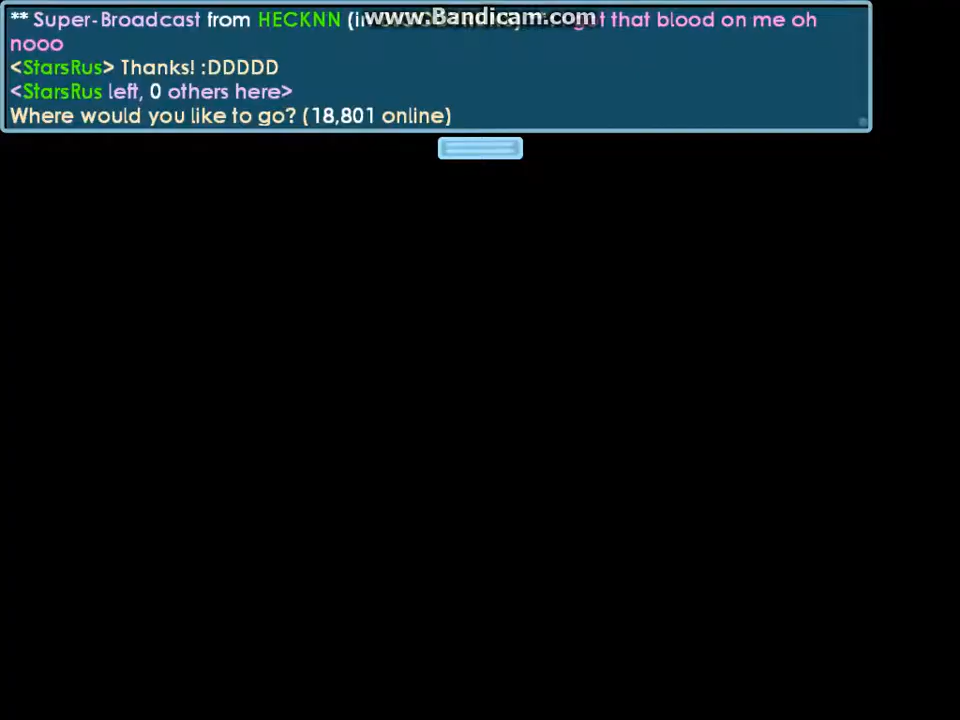 ** Super-Broadcast from HECKNN (in www.Bandicam.com that blood on me oh
nooo
<StarsRus> Thanks! :DDDDD
<StarsRus left, 0 others here>
Where would you like to go? (18,801 online)